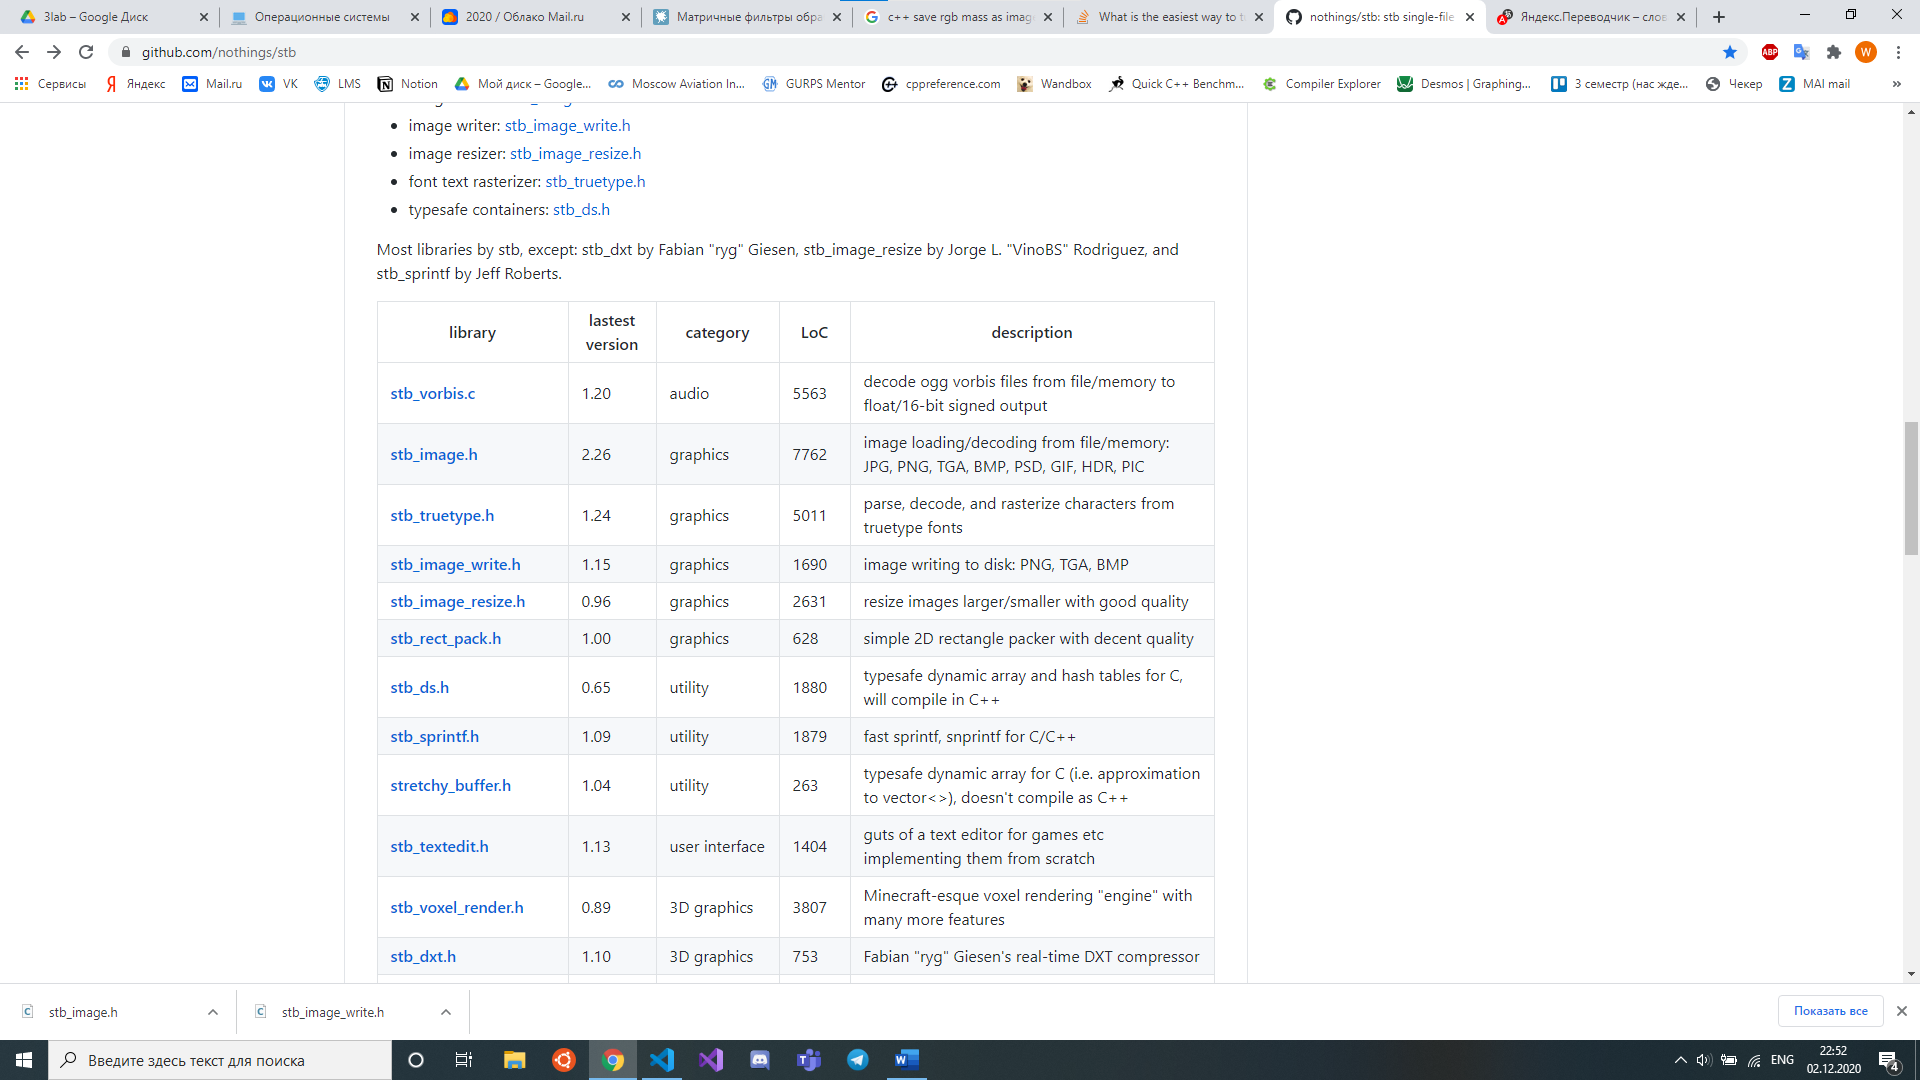 3lab – Google Диск
Операционные системы
2020 / Облако Mail.ru
Матричные фильтры обра
c++ save rgb mass as imag
What is the easiest way to t
nothings/stb: stb single-file
Яндекс.Переводчик – слов
github.com/nothings/stb
ABP
W
Сервисы
Яндекс
Mail.ru
VK
LMS
Notion
Мой диск – Google...
Moscow Aviation In...
GURPS Mentor
cppreference.com
Wandbox
Quick C++ Benchm...
Compiler Explorer
Desmos | Graphing...
3 семестр (нас жде...
Чекер
MAI mail
»
image writer: stb_image_write.h
image resizer: stb_image_resize.h
font text rasterizer: stb_truetype.h
typesafe containers: stb_ds.h
Most libraries by stb, except: stb_dxt by Fabian "ryg" Giesen, stb_image_resize by Jorge L. "VinoBS" Rodriguez, and
stb_sprintf by Jeff Roberts.
library
lastest
version
category
LoC
description
stb_vorbis.c
1.20
audio
5563
decode ogg vorbis files from file/memory to
float/16-bit signed output
stb_image.h
2.26
graphics
7762
image loading/decoding from file/memory:
JPG, PNG, TGA, BMP, PSD, GIF, HDR, PIC
stb_truetype.h
1.24
graphics
5011
parse, decode, and rasterize characters from
truetype fonts
stb_image_write.h
1.15
graphics
1690
image writing to disk: PNG, TGA, BMP
stb_image_resize.h
0.96
graphics
2631
resize images larger/smaller with good quality
stb_rect_pack.h
1.00
graphics
628
simple 2D rectangle packer with decent quality
stb_ds.h
0.65
utility
1880
typesafe dynamic array and hash tables for C,
will compile in C++
stb_sprintf.h
1.09
utility
1879
fast sprintf, snprintf for C/C++
stretchy_buffer.h
1.04
utility
263
typesafe dynamic array for C (i.e. approximation
to vector<>), doesn't compile as C++
stb_textedit.h
1.13
user interface
1404
guts of a text editor for games etc
implementing them from scratch
stb_voxel_render.h
0.89
3D graphics
3807
Minecraft-esque voxel rendering "engine" with
many more features
stb_dxt.h
1.10
3D graphics
753
Fabian "ryg" Giesen's real-time DXT compressor
stb_image.h
stb_image_write.h
Показать все
Введите здесь текст для поиска
ENG
22:52
02.12.2020
4